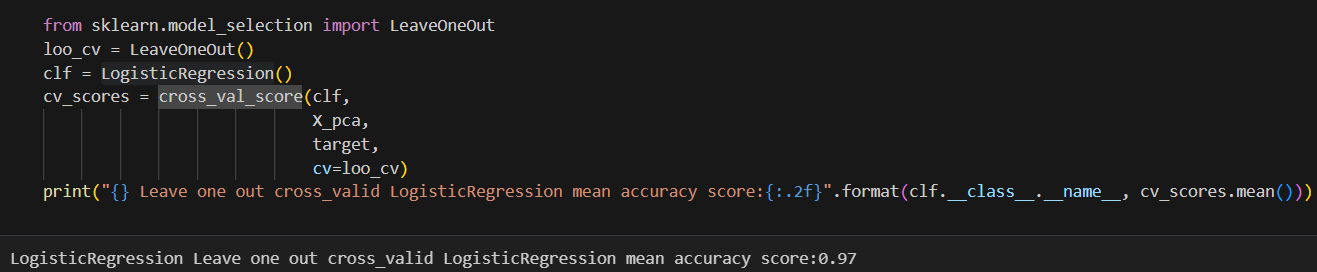 from sklearn.model_selection import LeaveOneOut
loo_cv = LeaveOneOut()
clf = LogisticRegression()
cv_scores = cross_val_score(clf,
                            X_pca,
                            target,
                            cv=loo_cv)
print("{} Leave one out cross_valid LogisticRegression mean accuracy score:{:.2f}".format(clf.__class__.__name__, cv_scores.mean()))
LogisticRegression Leave one out cross_valid LogisticRegression mean accuracy score:0.97